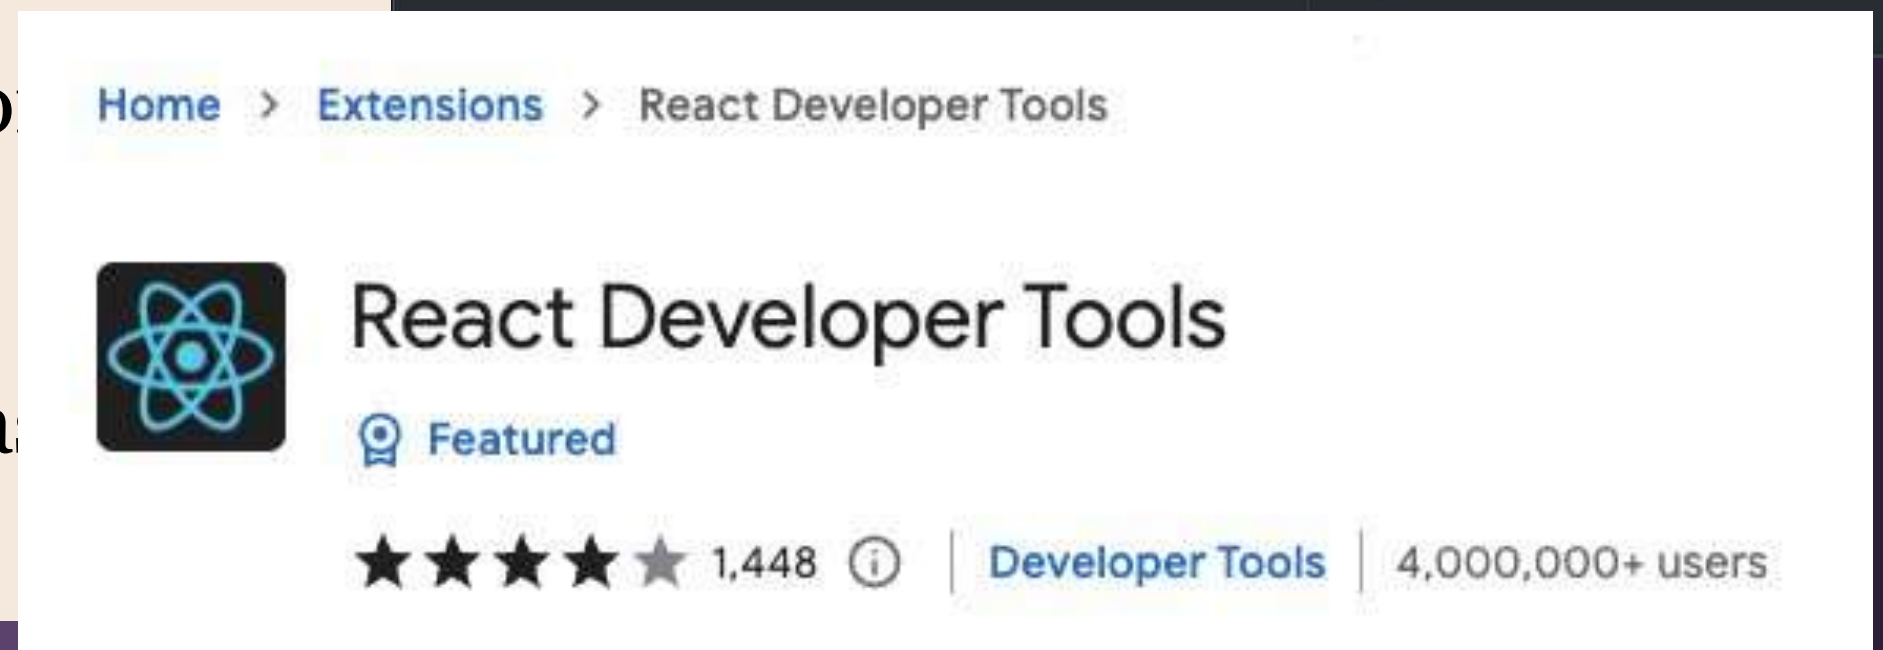 Home > Extensions > React Developer Tools
React Developer Tools
Featured
1,448 | Developer Tools | 4,000,000+ users